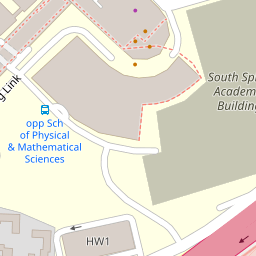 South Sp
Academ
Building
g Link
opp Sch
of Physical
& Mathematical
Sciences
HW1